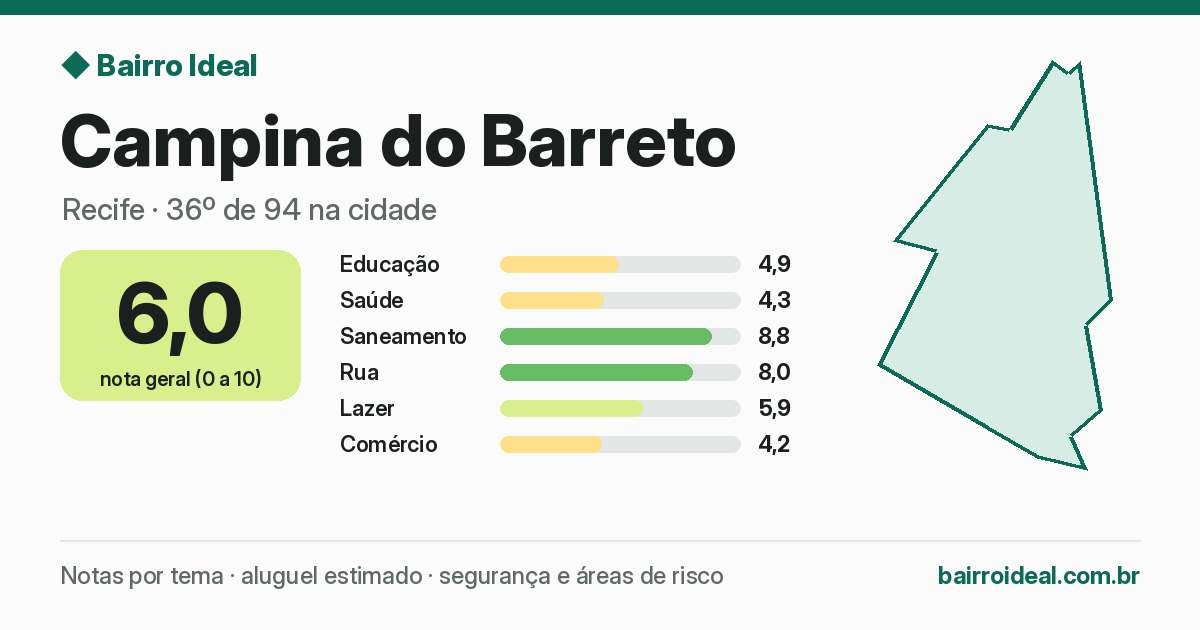 Bairro Ideal
Campina do Barreto
Recife · 36º de 94 na cidade
6,0
nota geral (0 a 10)
Educação 4,9
Saúde 4,3
Saneamento 8,8
Rua 8,0
Lazer 5,9
Comércio 4,2
Notas por tema · aluguel estimado · segurança e áreas de risco
bairroideal.com.br